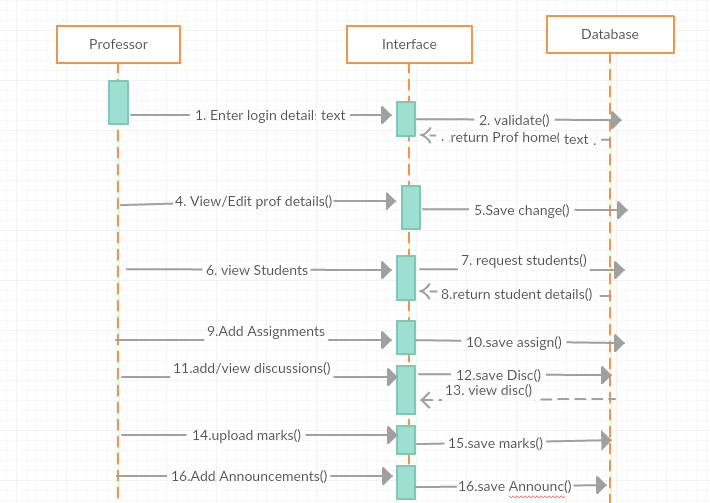 Professor
Interface
Database
1. Enter login detail text
2. validate()
return Prof home( text
4. View/Edit prof details()
5.Save change()
6. view Students
7. request students()
8.return student details()
9.Add Assignments
10.save assign()
11.add/view discussions()
12.save Disc()
13. view disc()
14.upload marks()
15.save marks()
16.Add Announcements()
16.save Announc()